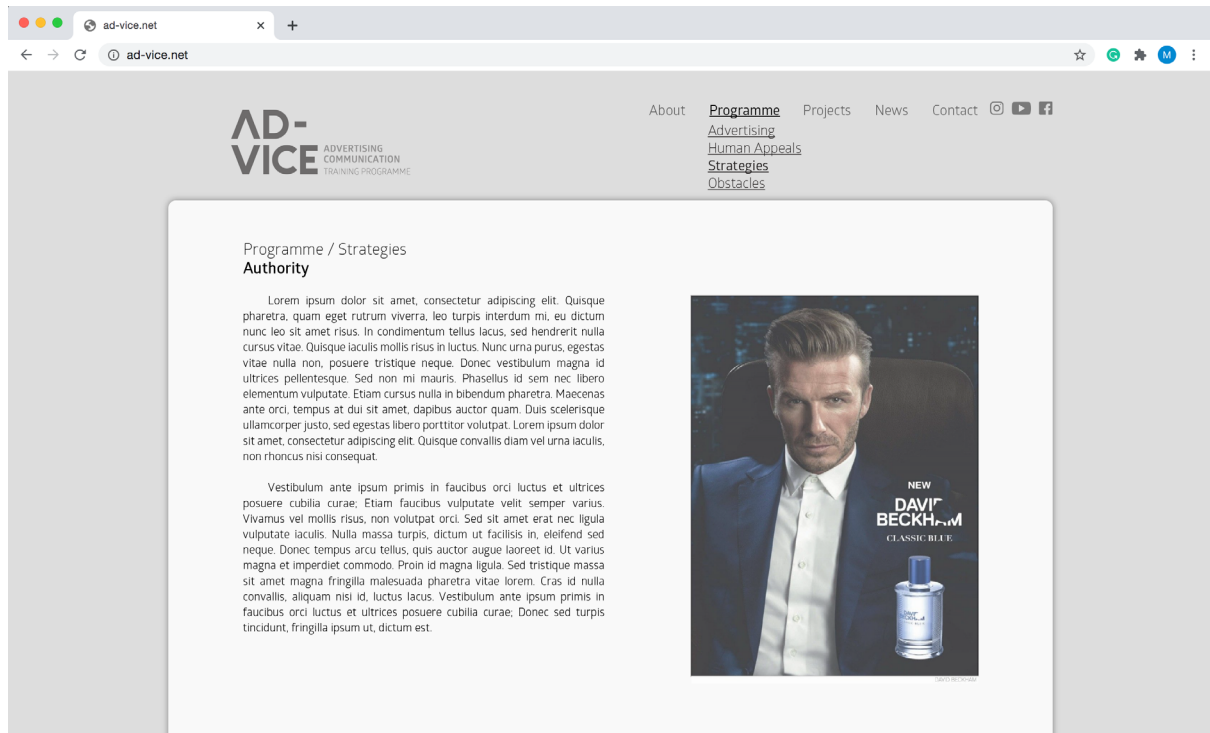 ad-vice.net
ad-vice.net
M
AD-
VICE
ADVERTISING
COMMUNICATION
TRAINING PROGRAMME
About Programme Projects News Contact
Advertising
Human Appeals
Strategies
Obstacles
Programme / Strategies
Authority
Lorem ipsum dolor sit amet, consectetur adipiscing elit. Quisque
pharetra, quam eget rutrum viverra, leo turpis interdum mi, eu dictum
nunc leo sit amet risus. In condimentum tellus lacus, sed hendrerit nulla
cursus vitae. Quisque iaculis mollis risus in luctus. Nunc urna purus, egestas
vitae nulla non, posuere tristique neque. Donec vestibulum magna id
ultrices pellentesque. Sed non mi mauris. Phasellus id sem nec libero
elementum vulputate. Etiam cursus nulla in bibendum pharetra. Maecenas
ante orci, tempus at dui sit amet, dapibus auctor quam. Duis scelerisque
ullamcorper justo, sed egestas libero porttitor volutpat. Lorem ipsum dolor
sit amet, consectetur adipiscing elit. Quisque convallis diam vel urna iaculis,
non rhoncus nisi consequat.
Vestibulum ante ipsum primis in faucibus orci luctus et ultrices
posuere cubilia curae; Etiam faucibus vulputate velit semper varius.
Vivamus vel mollis risus, non volutpat orci. Sed sit amet erat nec ligula
vulputate iaculis. Nulla massa turpis, dictum ut facilisis in, eleifend sed
neque. Donec tempus arcu tellus, quis auctor augue laoreet id. Ut varius
magna et imperdiet commodo. Proin id magna ligula. Sed tristique massa
sit amet magna fringilla malesuada pharetra vitae lorem. Cras id nulla
convallis, aliquam nisi id, luctus lacus. Vestibulum ante ipsum primis in
faucibus orci luctus et ultrices posuere cubilia curae; Donec sed turpis
tincidunt, fringilla ipsum ut, dictum est.
NEW
DAVID
BECKHAM
CLASSIC BLUE
DAVID
BECKHAM
CLASSIC BLUE
DAVID BECKHAM